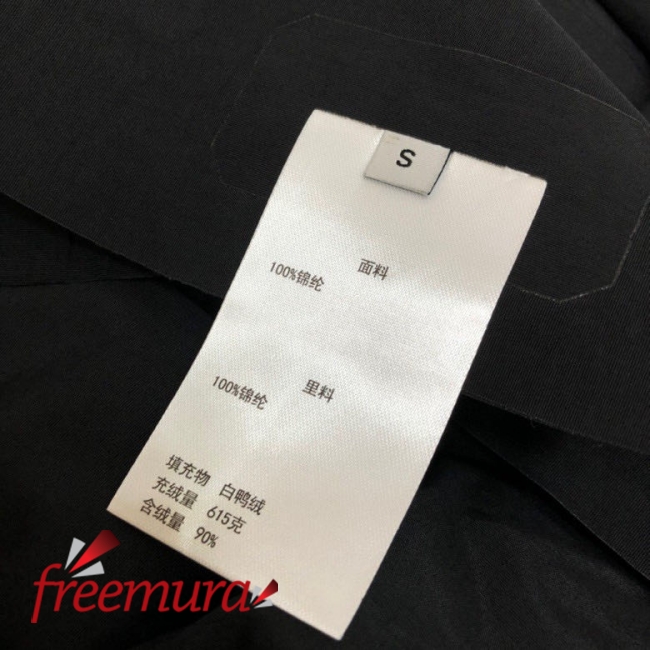 S
面料
100%锦纶
里料
100%锦纶
填充物 白鸭绒
充绒量 615克
含绒量 90%
freemura